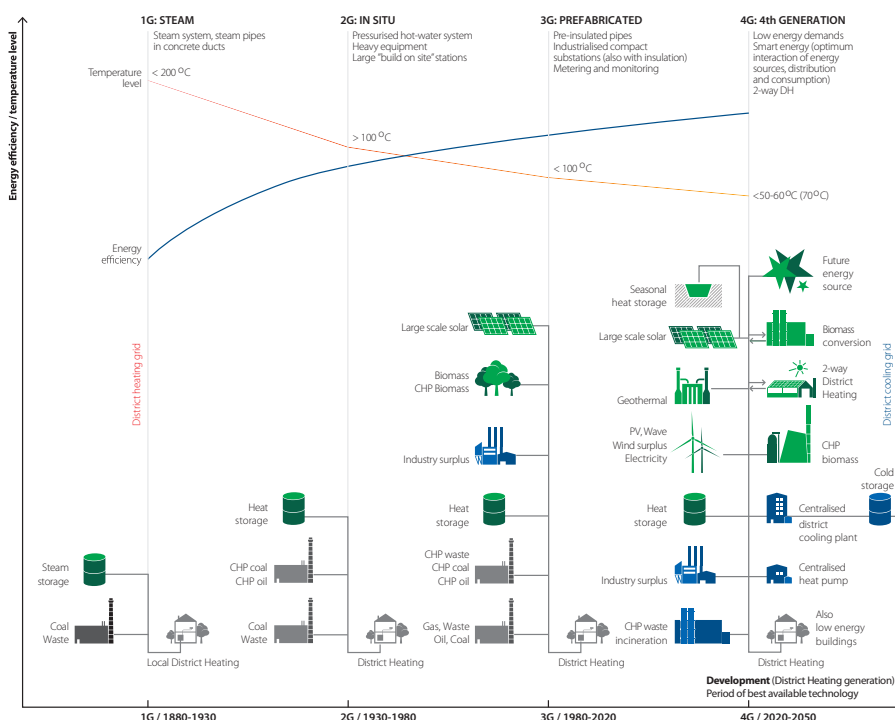 1G: STEAM
Steam system, steam pipes
in concrete ducts
2G: IN SITU
Pressurised hot-water system
Heavy equipment
Large "build on site" stations
3G: PREFABRICATED
Pre-insulated pipes
Industrialised compact
substations (also with insulation)
Metering and monitoring
4G: 4th GENERATION
Low energy demands
Smart energy (optimum
interaction of energy
sources, distribution
and consumption)
2-way DH
Energy efficiency / temperature level
Temperature
level
< 200 °C
> 100 °C
< 100 °C
<50-60°C (70°C)
Energy
efficiency
District heating grid
District cooling grid
Steam
storage
Coal
Waste
Local District Heating
Heat
storage
CHP coal
CHP oil
Coal
Waste
District Heating
Large scale solar
Biomass
CHP Biomass
Industry surplus
Heat
storage
CHP waste
CHP coal
CHP oil
Gas, Waste
Oil, Coal
District Heating
Seasonal
heat storage
Large scale solar
Geothermal
PV, Wave
Wind surplus
Electricity
Heat
storage
Industry surplus
CHP waste
incineration
Future
energy
source
Biomass
conversion
2-way
District
Heating
CHP
biomass
Cold
storage
Centralised
district
cooling plant
Centralised
heat pump
Also
low energy
buildings
District Heating
Development (District Heating generation)
Period of best available technology
1G / 1880-1930
2G / 1930-1980
3G / 1980-2020
4G / 2020-2050